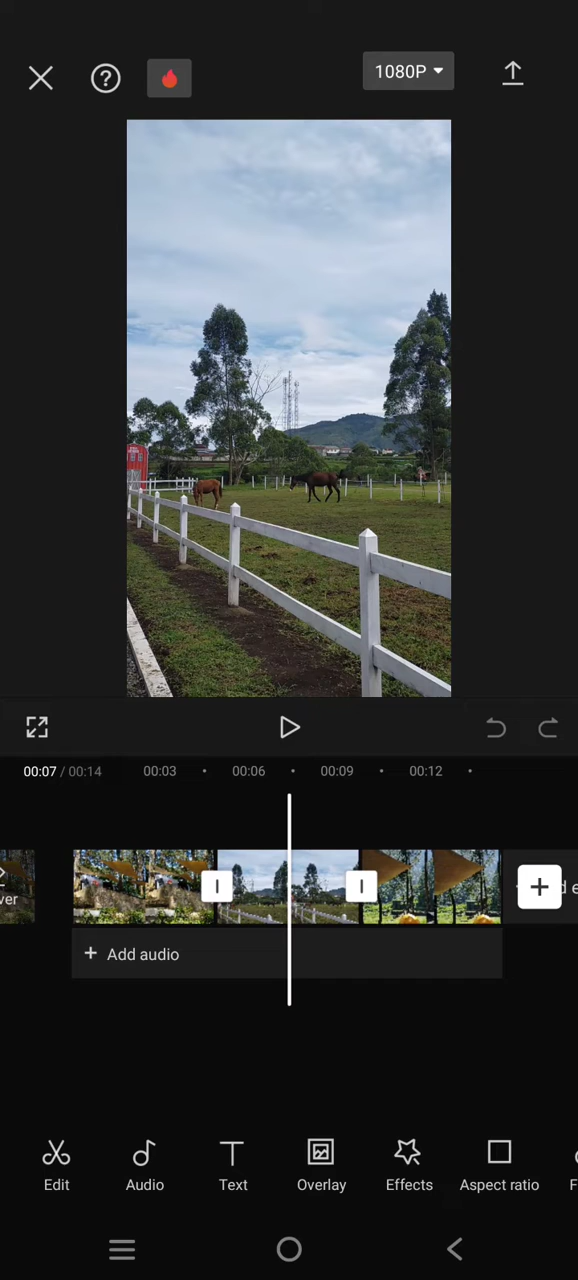 ?
1080P
00:07 / 00:14
00:03
00:06
00:09
00:12
ver
d e
+ Add audio
Edit
Audio
Text
Overlay
Effects
Aspect ratio
F